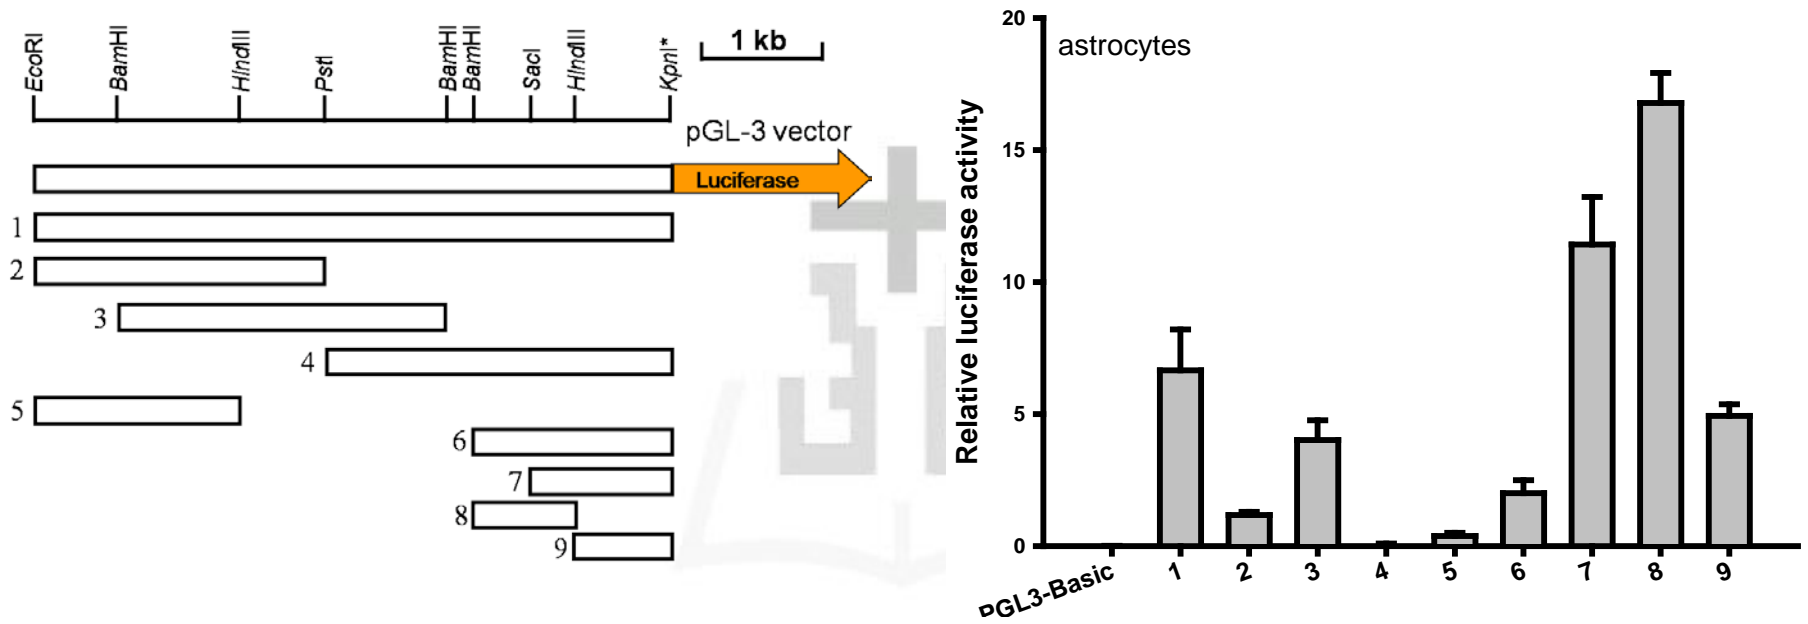 EcoRI
BamHI
HindIII
PstI
BamHI
BamHI
SacI
HindIII
KpnI*
1 kb
pGL-3 vector
Luciferase
1
2
3
4
5
6
7
8
9
astrocytes
Relative luciferase activity
20
15
10
5
0
PGL3-Basic
1
2
3
4
5
6
7
8
9